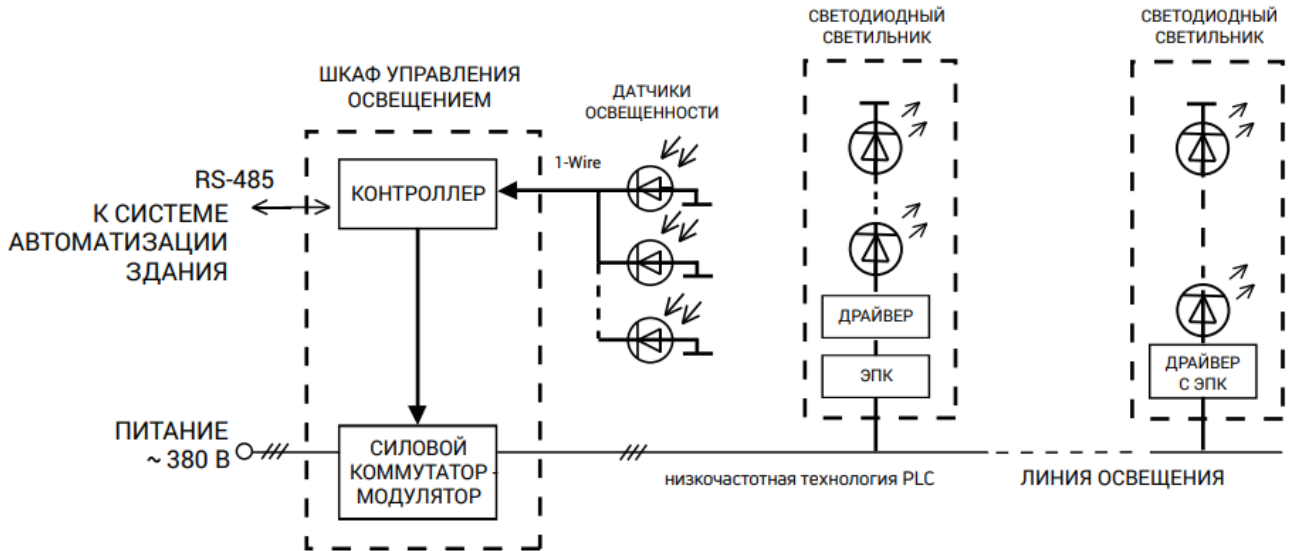 СВЕТОДИОДНЫЙ
СВЕТИЛЬНИК
СВЕТОДИОДНЫЙ
СВЕТИЛЬНИК
ШКАФ УПРАВЛЕНИЯ
ОСВЕЩЕНИЕМ
ДАТЧИКИ
ОСВЕЩЕННОСТИ
1-Wire
RS-485
КОНТРОЛЛЕР
К СИСТЕМЕ
АВТОМАТИЗАЦИИ
ЗДАНИЯ
ДРАЙВЕР
ЭПК
ДРАЙВЕР
С ЭПК
ПИТАНИЕ
~ 380 В
СИЛОВОЙ
КОММУТАТОР -
МОДУЛЯТОР
низкочастотная технология PLC
ЛИНИЯ ОСВЕЩЕНИЯ